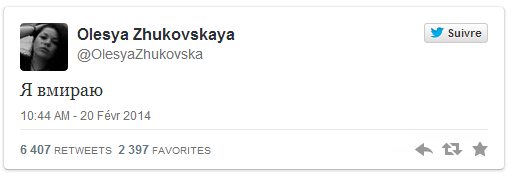 Olesya Zhukovskaya
@OlesyaZhukovska
Suivre
Я вмираю
10:44 AM - 20 Févr 2014
6 407 RETWEETS 2 397 FAVORITES